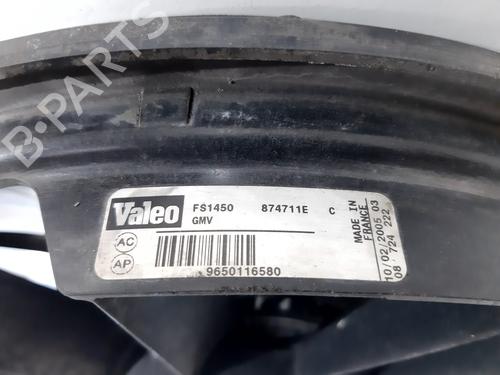 B-PARTS
Valeo
FS1450 874711E C
GMV
AC
AP
9650116580
MADE IN
FRANCE 03
10/02/2005
08 724 222